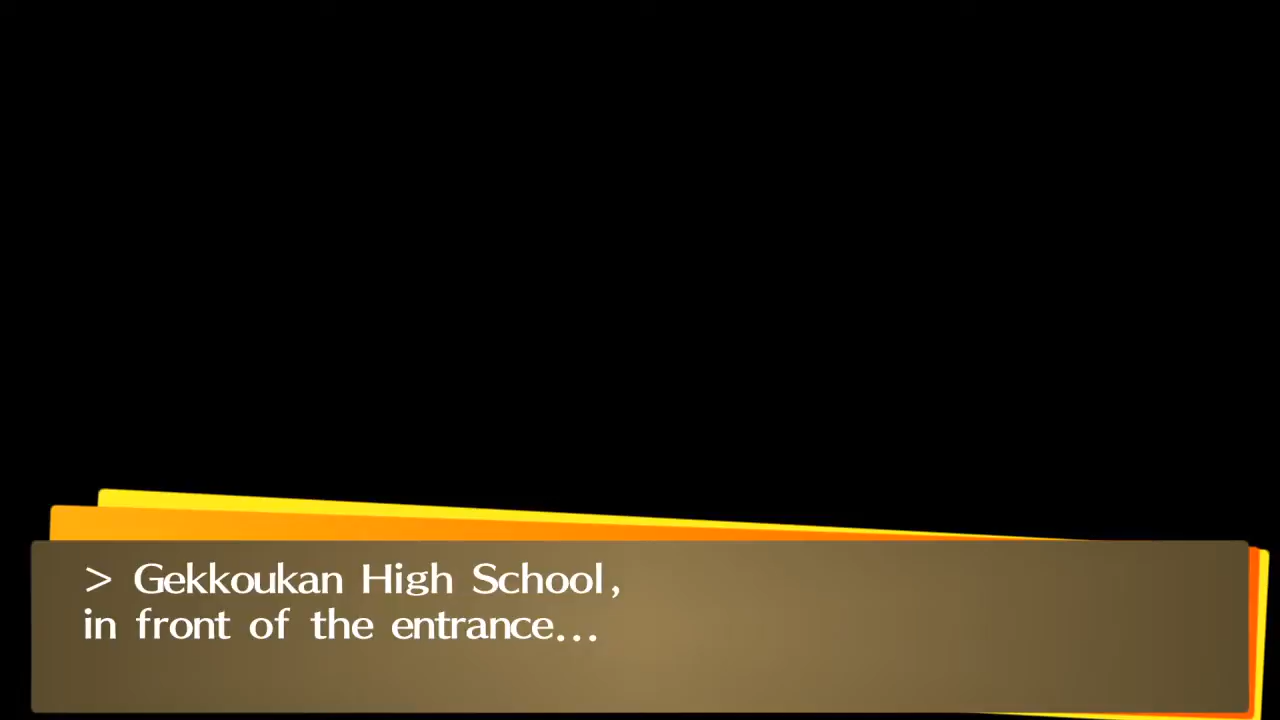 > Gekkoukan High School,
in front of the entrance...